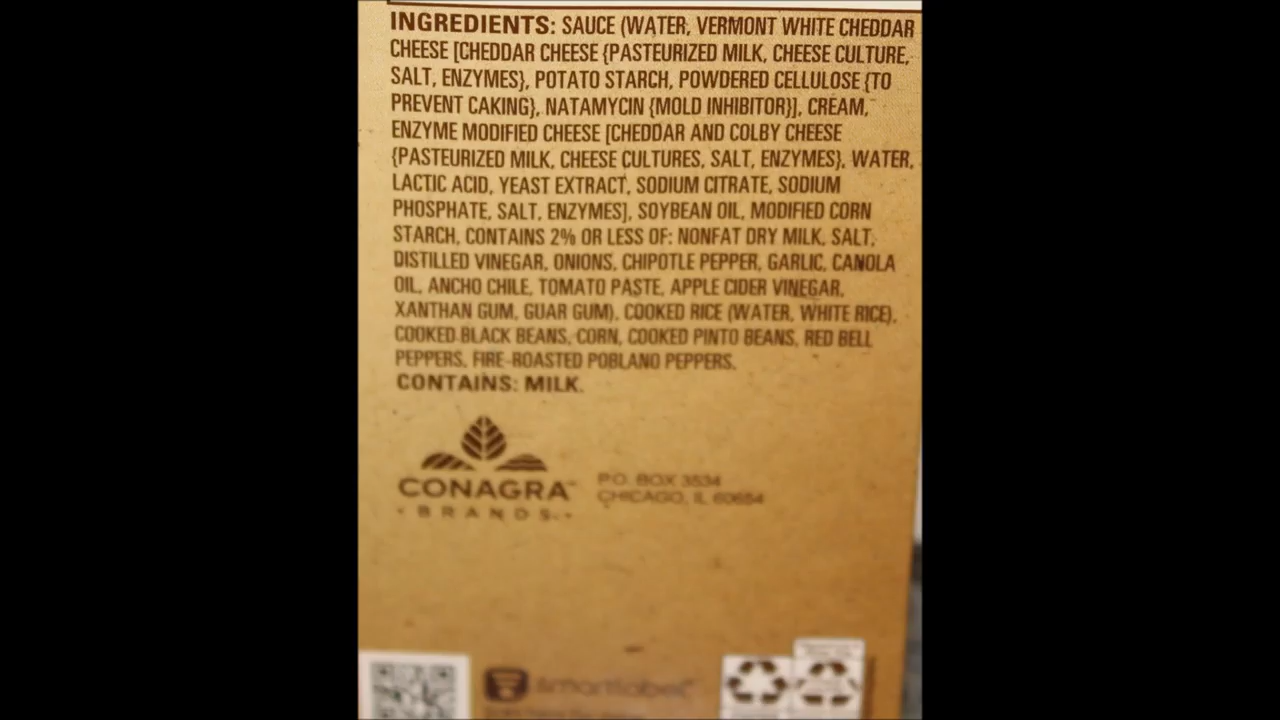 INGREDIENTS: SAUCE (WATER, VERMONT WHITE CHEDDAR
CHEESE [CHEDDAR CHEESE {PASTEURIZED MILK, CHEESE CULTURE,
SALT, ENZYMES}, POTATO STARCH, POWDERED CELLULOSE {TO
PREVENT CAKING}, NATAMYCIN {MOLD INHIBITOR}], CREAM,
ENZYME MODIFIED CHEESE [CHEDDAR AND COLBY CHEESE
{PASTEURIZED MILK, CHEESE CULTURES, SALT, ENZYMES}, WATER,
LACTIC ACID, YEAST EXTRACT, SODIUM CITRATE, SODIUM
PHOSPHATE, SALT, ENZYMES], SOYBEAN OIL, MODIFIED CORN
STARCH, CONTAINS 2% OR LESS OF: NONFAT DRY MILK, SALT,
DISTILLED VINEGAR, ONIONS, CHIPOTLE PEPPER, GARLIC, CANOLA
OIL, ANCHO CHILE, TOMATO PASTE, APPLE CIDER VINEGAR,
XANTHAN GUM, GUAR GUM), COOKED RICE (WATER, WHITE RICE),
COOKED BLACK BEANS, CORN, COOKED PINTO BEANS, RED BELL
PEPPERS, FIRE-ROASTED POBLANO PEPPERS.
CONTAINS: MILK.
CONAGRA™
• BRANDS •
P.O. BOX 3534
CHICAGO, IL 60654
smartlabel